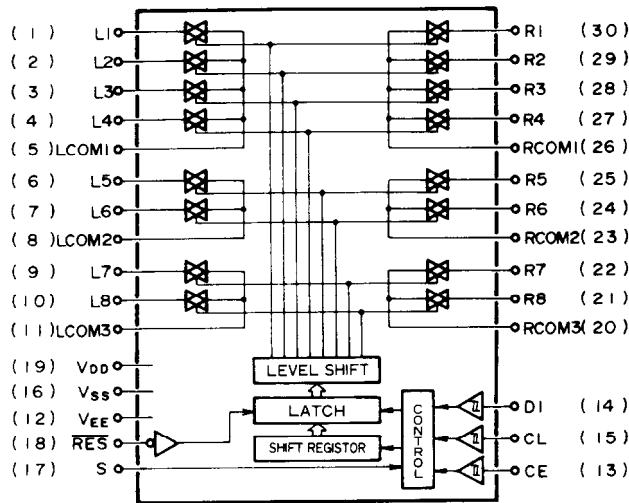 (1) L1 R1 (30)
(2) L2 R2 (29)
(3) L3 R3 (28)
(4) L4 R4 (27)
(5) LCOM1 RCOM1 (26)
(6) L5 R5 (25)
(7) L6 R6 (24)
(8) LCOM2 RCOM2 (23)
(9) L7 R7 (22)
(10) L8 R8 (21)
(11) LCOM3 RCOM3 (20)
(19) VDD LEVEL SHIFT
(16) VSS
(12) VEE LATCH CONTROL DI (14)
(18) RES SHIFT REGISTOR CL (15)
(17) S CE (13)